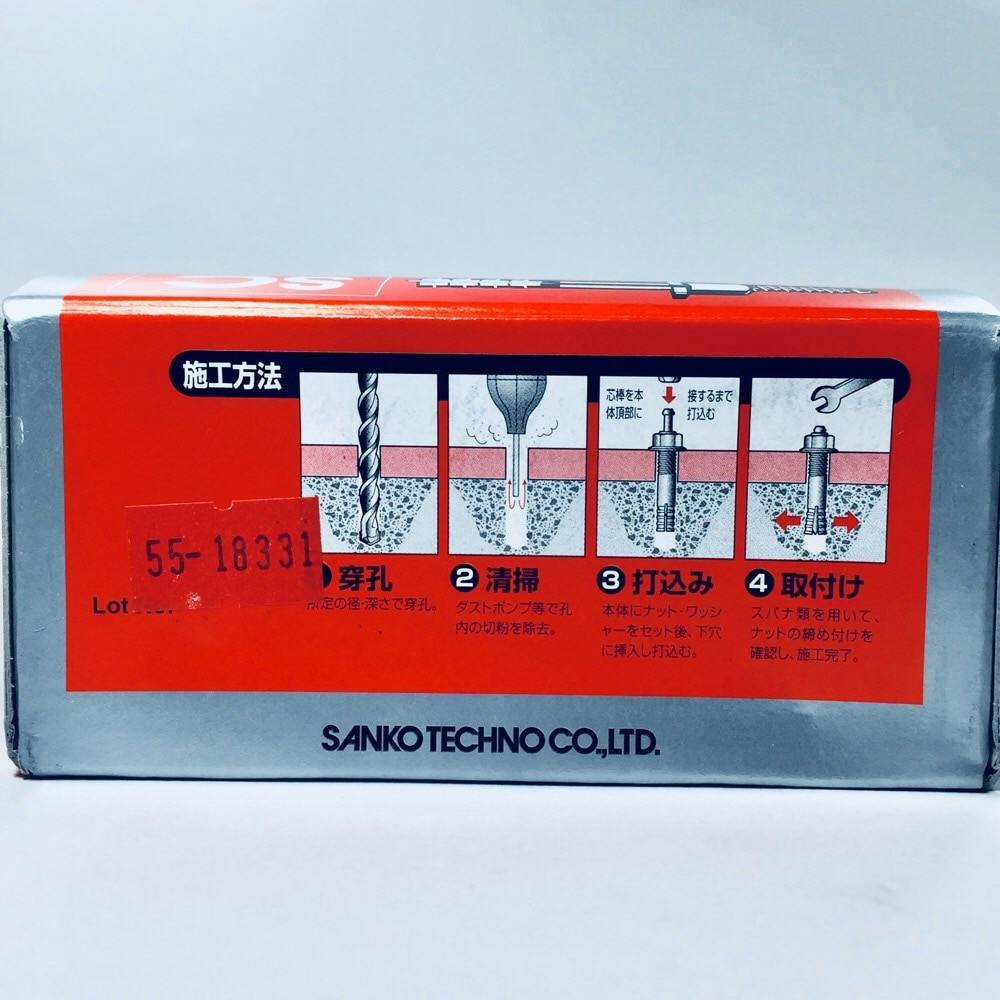 SC
施工方法
芯棒を本
体頂部に
接するまで
打込む
穿孔
所定の径・深さで穿孔。
2 清掃
ダストポンプ等で孔
内の切粉を除去。
3 打込み
本体にナット・ワッシ
ャーをセット後、下穴
に挿入し打込む。
4 取付け
スパナ類を用いて、
ナットの締め付けを
確認し、施工完了。
55-18331
Lot No.
SANKO TECHNO CO.,LTD.